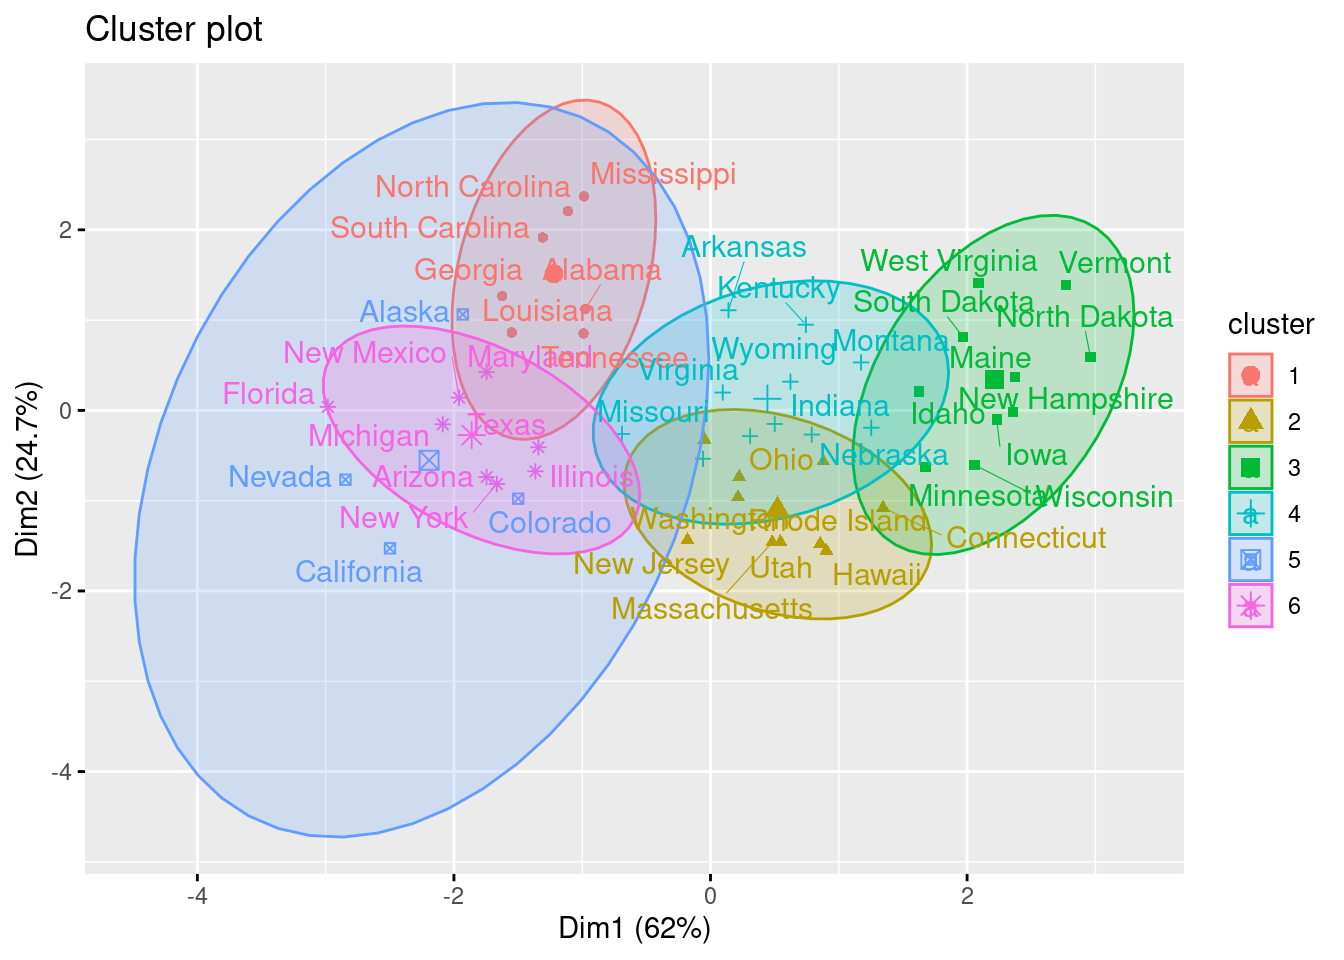 Cluster plot
Mississippi
North Carolina
South Carolina
Arkansas
West Virginia
Vermont
Georgia
Alabama
Kentucky
South Dakota
Alaska
Louisiana
North Dakota
New Mexico
Maryland
Tennessee
Wyoming
Montana
Maine
Virginia
Florida
Missouri
Indiana
New Hampshire
Idaho
Michigan
Texas
Ohio
Nebraska
Iowa
Nevada
Arizona
Illinois
Minnesota
Wisconsin
New York
Colorado
Washington
Rhode Island
Connecticut
California
New Jersey
Utah
Hawaii
Massachusetts
2
0
-2
-4
Dim2 (24.7%)
-4
-2
0
2
Dim1 (62%)
cluster
a 1
a 2
a 3
a 4
a 5
a 6